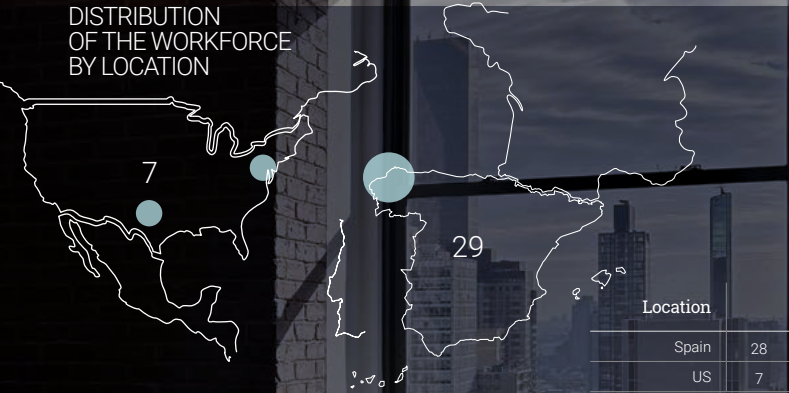 DISTRIBUTION
OF THE WORKFORCE
BY LOCATION
7
29
Location
Spain 28
US 7